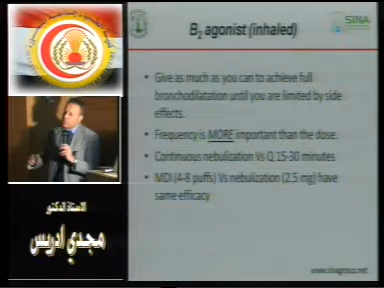 B2 agonist (inhaled)
SINA
• Give as much as you can to achieve full
bronchodilatation until you are limited by side
effects.
• Frequency is MORE important than the dose.
• Continuous nebulization Vs Q 15-30 minutes
• MDI (4-8 puffs) Vs nebulization (2.5 mg) have
same efficacy
www.sinagroup.net
الاستاذ الدكتور
مجدي ادريس